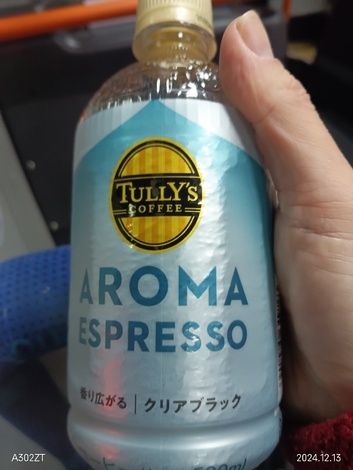 TULLY'S
COFFEE
AROMA
ESPRESSO
香り広がる | クリアブラック
A302ZT
2024.12.13